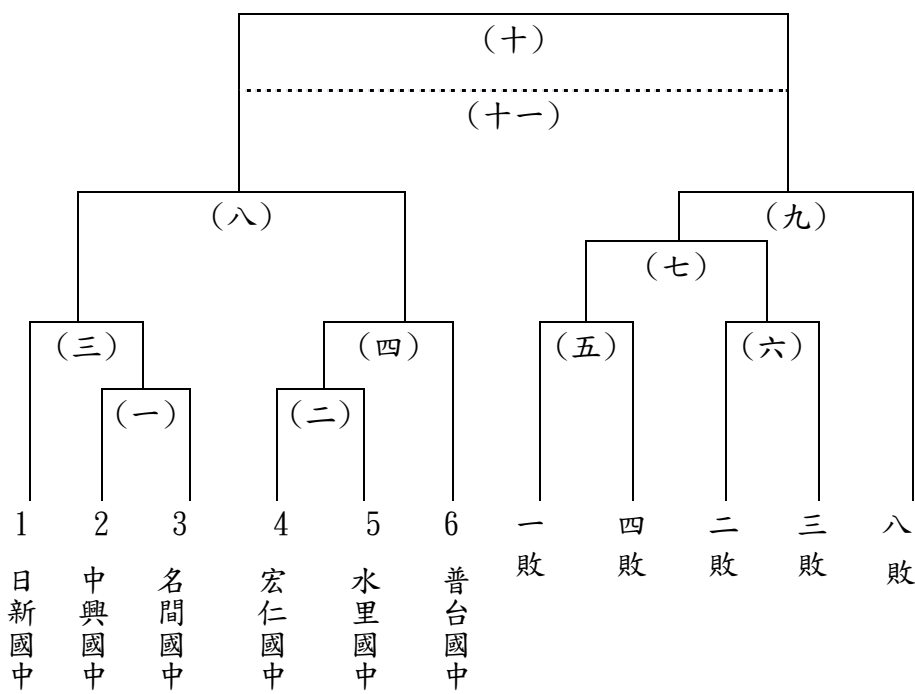 (十)
(十一)
(八)
(九)
(七)
(三)
(四)
(五)
(六)
(一)
(二)
1 2 3 4 5 6
日新國中
中興國中
名間國中
宏仁國中
水里國中
普台國中
一敗
四敗
二敗
三敗
八敗